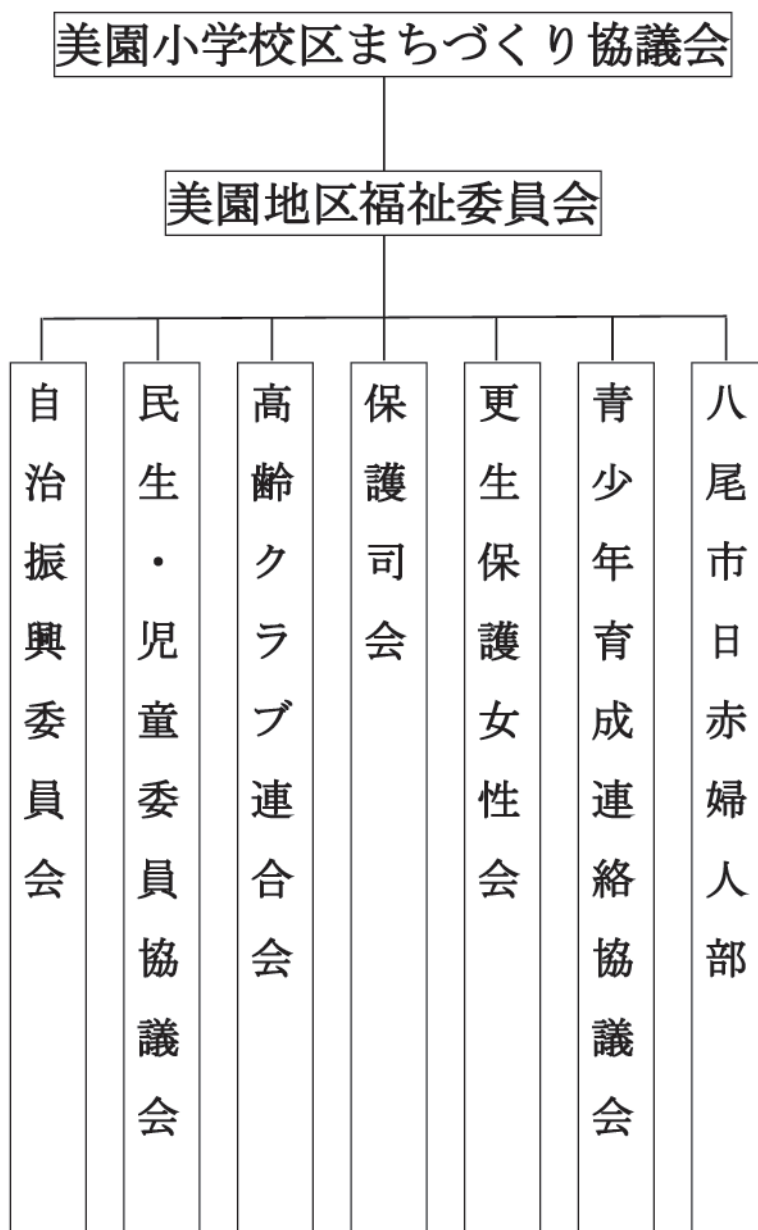 美園小学校区まちづくり協議会
美園地区福祉委員会
自治振興委員会
民生・児童委員協議会
高齢クラブ連合会
保護司会
更生保護女性会
青少年育成連絡協議会
八尾市日赤婦人部